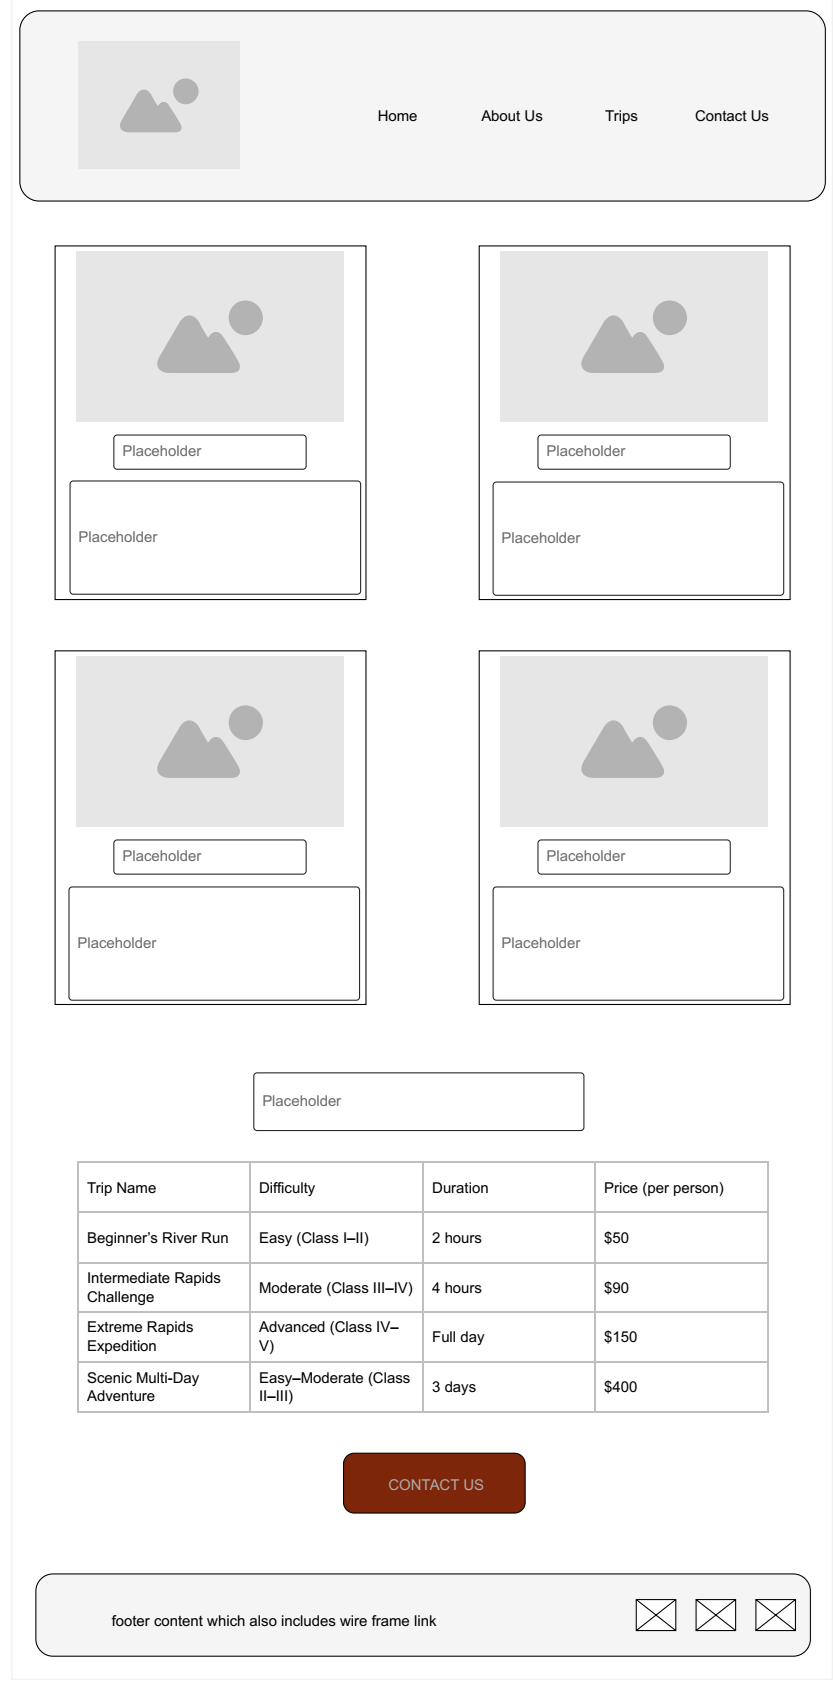 Home About Us Trips Contact Us
Placeholder Placeholder
Placeholder Placeholder
Placeholder Placeholder
Placeholder Placeholder
Placeholder
Trip Name Difficulty Duration Price (per person)
Beginner’s River Run Easy (Class I–II) 2 hours $50
Intermediate Rapids
Challenge
Moderate (Class III–IV) 4 hours $90
Extreme Rapids
Expedition
Advanced (Class IV–
V)
Full day $150
Scenic Multi-Day
Adventure
Easy–Moderate (Class
II–III)
3 days $400
CONTACT US
footer content which also includes wire frame link